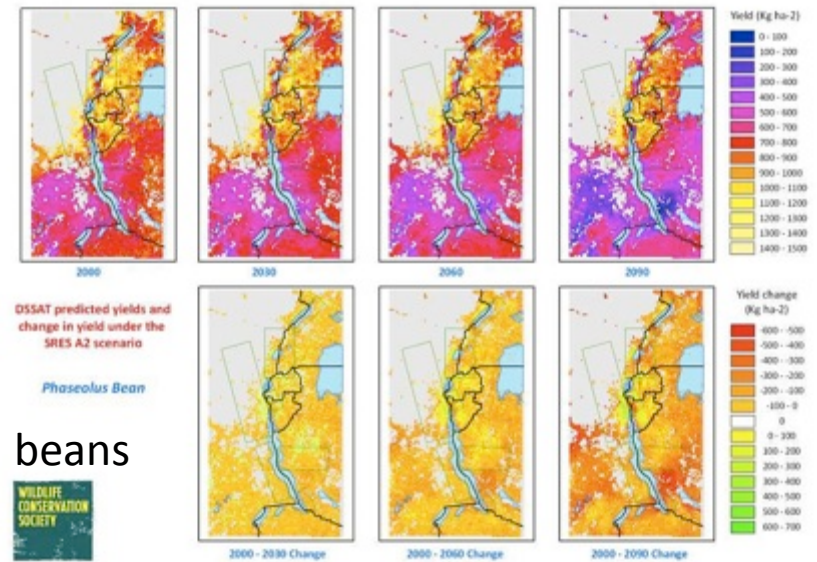 Yield (Kg ha-2)
0 - 100
100 - 200
200 - 300
300 - 400
400 - 500
500 - 600
600 - 700
700 - 800
800 - 900
900 - 1000
1000 - 1100
1100 - 1200
1200 - 1300
1300 - 1400
1400 - 1500
2000
2030
2060
2090
DSSAT predicted yields and
change in yield under the
SRES A2 scenario
Phaseolus Bean
beans
WILDLIFE
CONSERVATION
SOCIETY
Yield change
(Kg ha-2)
-600 - -500
-500 - -400
-400 - -300
-300 - -200
-200 - -100
-100 - 0
0
0 - 100
100 - 200
200 - 300
300 - 400
400 - 500
500 - 600
600 - 700
2000 - 2030 Change
2000 - 2060 Change
2000 - 2090 Change